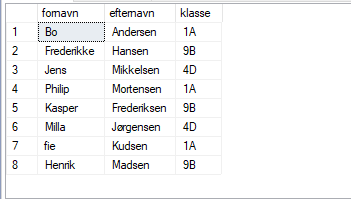 fornavn efternavn klasse
1 Bo Andersen 1A
2 Frederikke Hansen 9B
3 Jens Mikkelsen 4D
4 Philip Mortensen 1A
5 Kasper Frederiksen 9B
6 Milla Jørgensen 4D
7 fie Kudsen 1A
8 Henrik Madsen 9B